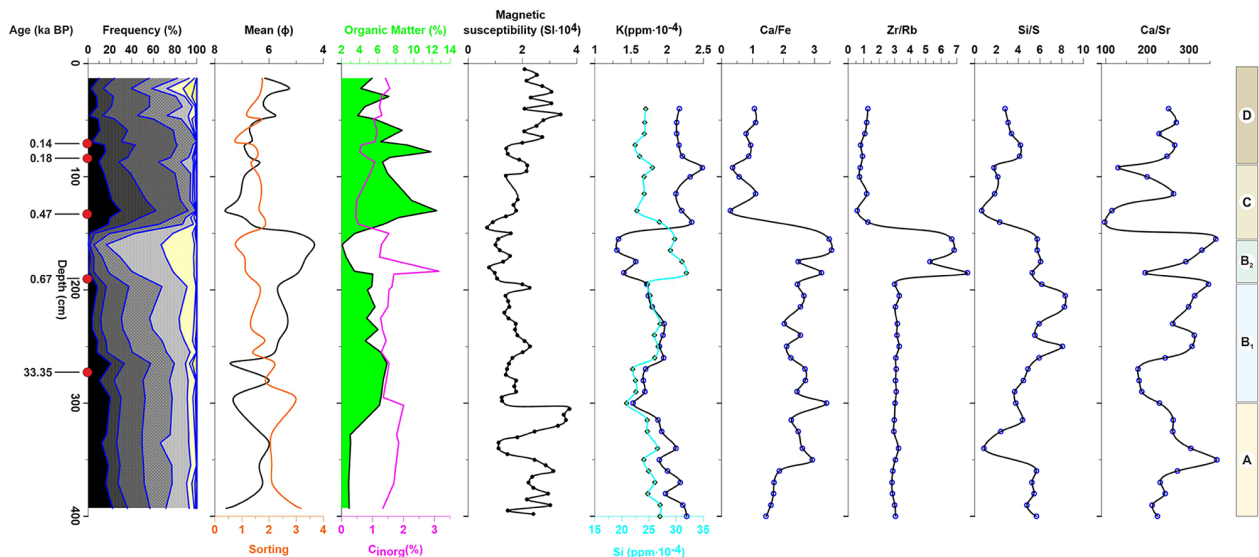 Age (ka BP)
Frequency (%)
Mean (ϕ)
Organic Matter (%)
Magnetic
susceptibility (SI·10⁴)
K(ppm·10⁻⁴)
Ca/Fe
Zr/Rb
Si/S
Ca/Sr
0 20 40 60 80 100
4 6 8
2 4 6 8 10 12 14
0 1 2 3 4
1 1.5 2 2.5
0 1 2 3
0 1 2 3 4 5 6 7
0 2 4 6 8
100 200 300
0
100
200
300
400
Depth (cm)
0.14
0.18
0.47
0.67
33.35
D
C
B₂
B₁
A
0 1 2 3 4
Sorting
0 1 2 3
Cinorg(%)
15 20 25 30 35
Si (ppm·10⁻⁴)